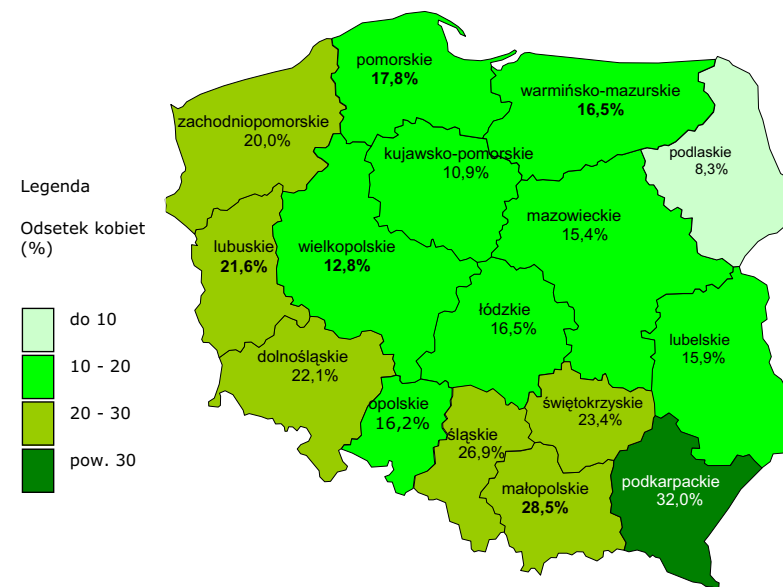 pomorskie
17,8%
warmińsko-mazurskie
16,5%
zachodniopomorskie
20,0%
kujawsko-pomorskie
10,9%
podlaskie
8,3%
Legenda
Odsetek kobiet
(%)
mazowieckie
15,4%
lubuskie
21,6%
wielkopolskie
12,8%
łódzkie
16,5%
lubelskie
15,9%
do 10
10 - 20
20 - 30
pow. 30
dolnośląskie
22,1%
opolskie
16,2%
śląskie
26,9%
świętokrzyskie
23,4%
małopolskie
28,5%
podkarpackie
32,0%